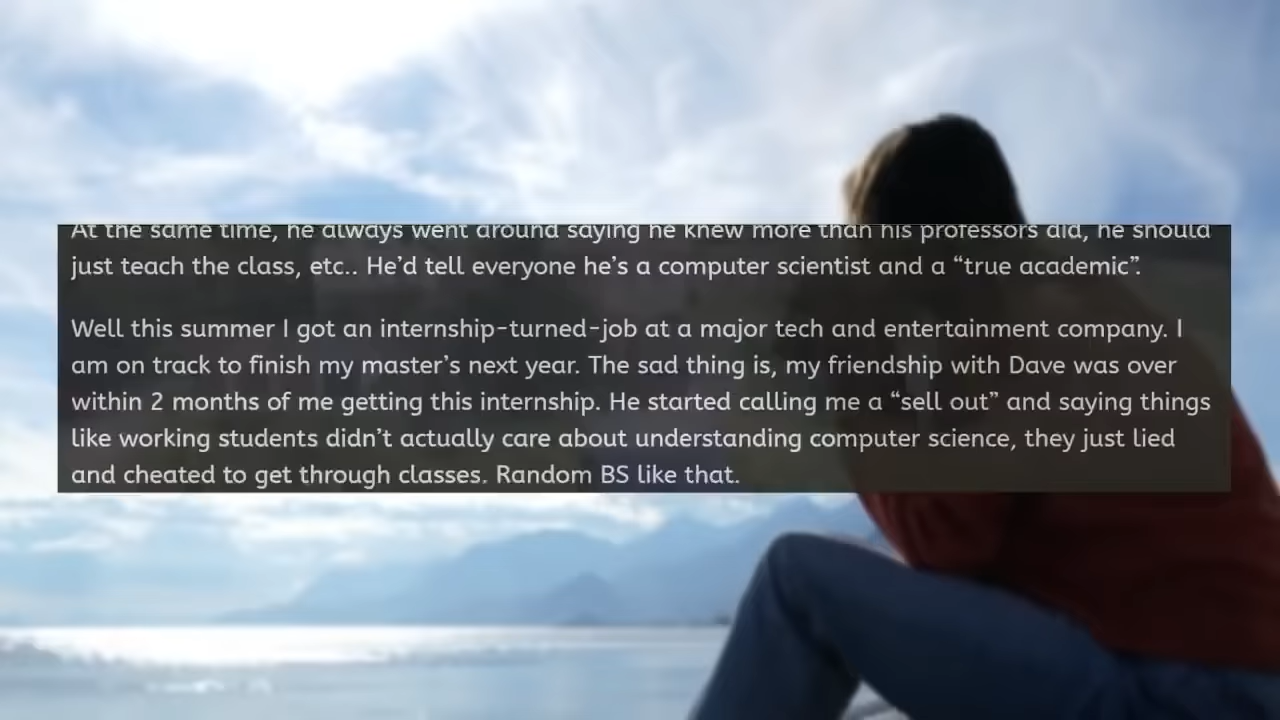 At the same time, he always went around saying he knew more than his professors did, he should
just teach the class, etc.. He’d tell everyone he’s a computer scientist and a “true academic”.
Well this summer I got an internship-turned-job at a major tech and entertainment company. I
am on track to finish my master’s next year. The sad thing is, my friendship with Dave was over
within 2 months of me getting this internship. He started calling me a “sell out” and saying things
like working students didn’t actually care about understanding computer science, they just lied
and cheated to get through classes. Random BS like that.